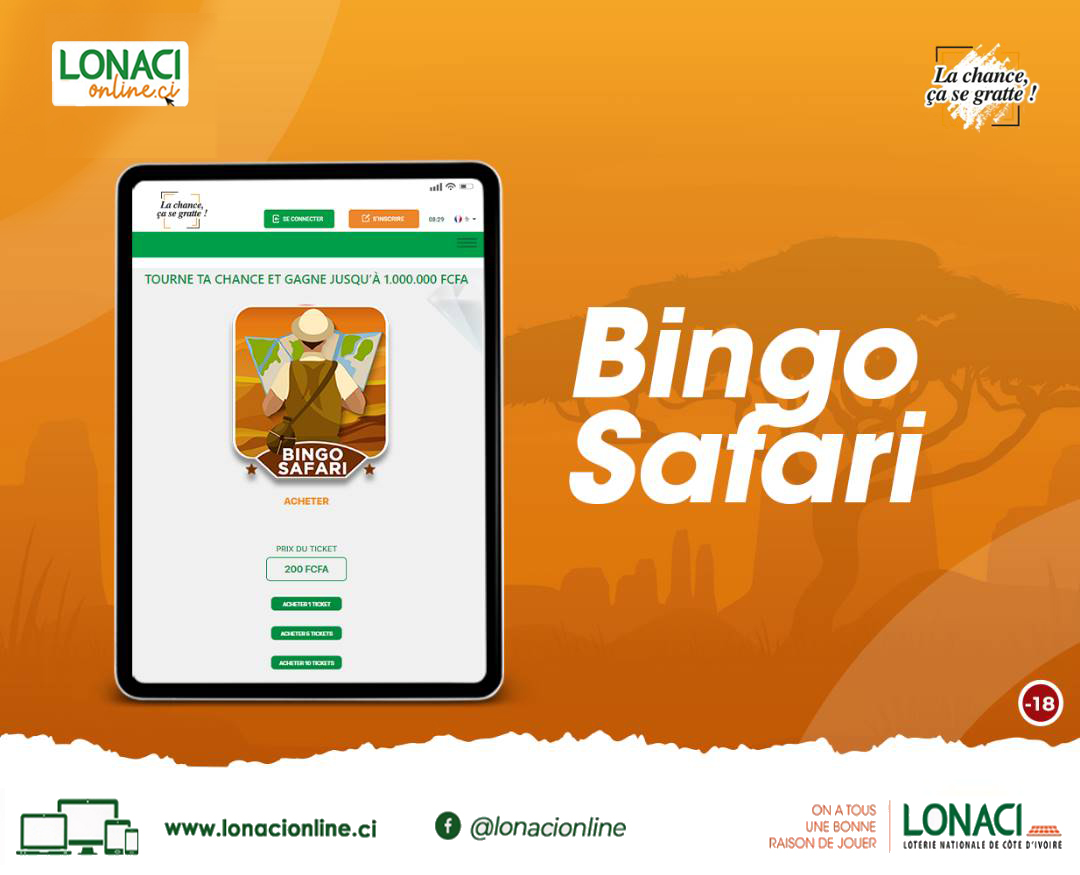 LONACI
online.ci
La chance,
ça se gratte !
La chance,
ça se gratte !
SE CONNECTER
S'INSCRIRE
08:29
fr
TOURNE TA CHANCE ET GAGNE JUSQU'À 1.000.000 FCFA
BINGO
SAFARI
ACHETER
PRIX DU TICKET
200 FCFA
ACHETER 1 TICKET
ACHETER 5 TICKETS
ACHETER 10 TICKETS
Bingo
Safari
-18
www.lonacionline.ci
@lonacionline
ON A TOUS
UNE BONNE
RAISON DE JOUER
LONACI
LOTERIE NATIONALE DE CÔTE D'IVOIRE